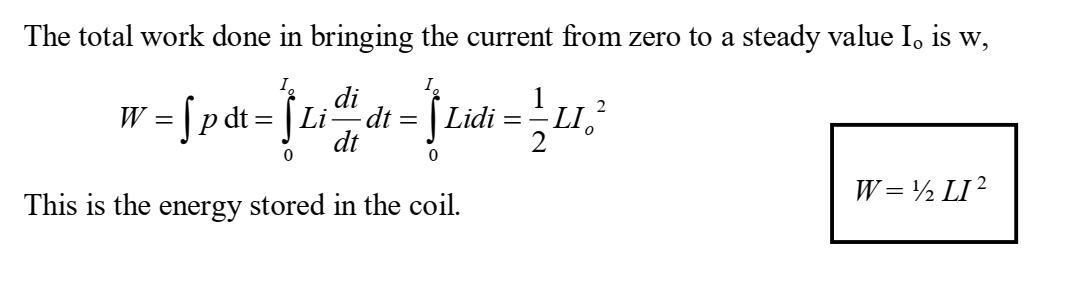 The total work done in bringing the current from zero to a steady value Iₒ is w,
W = ∫ p dt = ∫₀^{Iₒ} Li di/dt dt = ∫₀^{Iₒ} Lidi = 1/2 LIₒ²
W = ½ LI²
This is the energy stored in the coil.